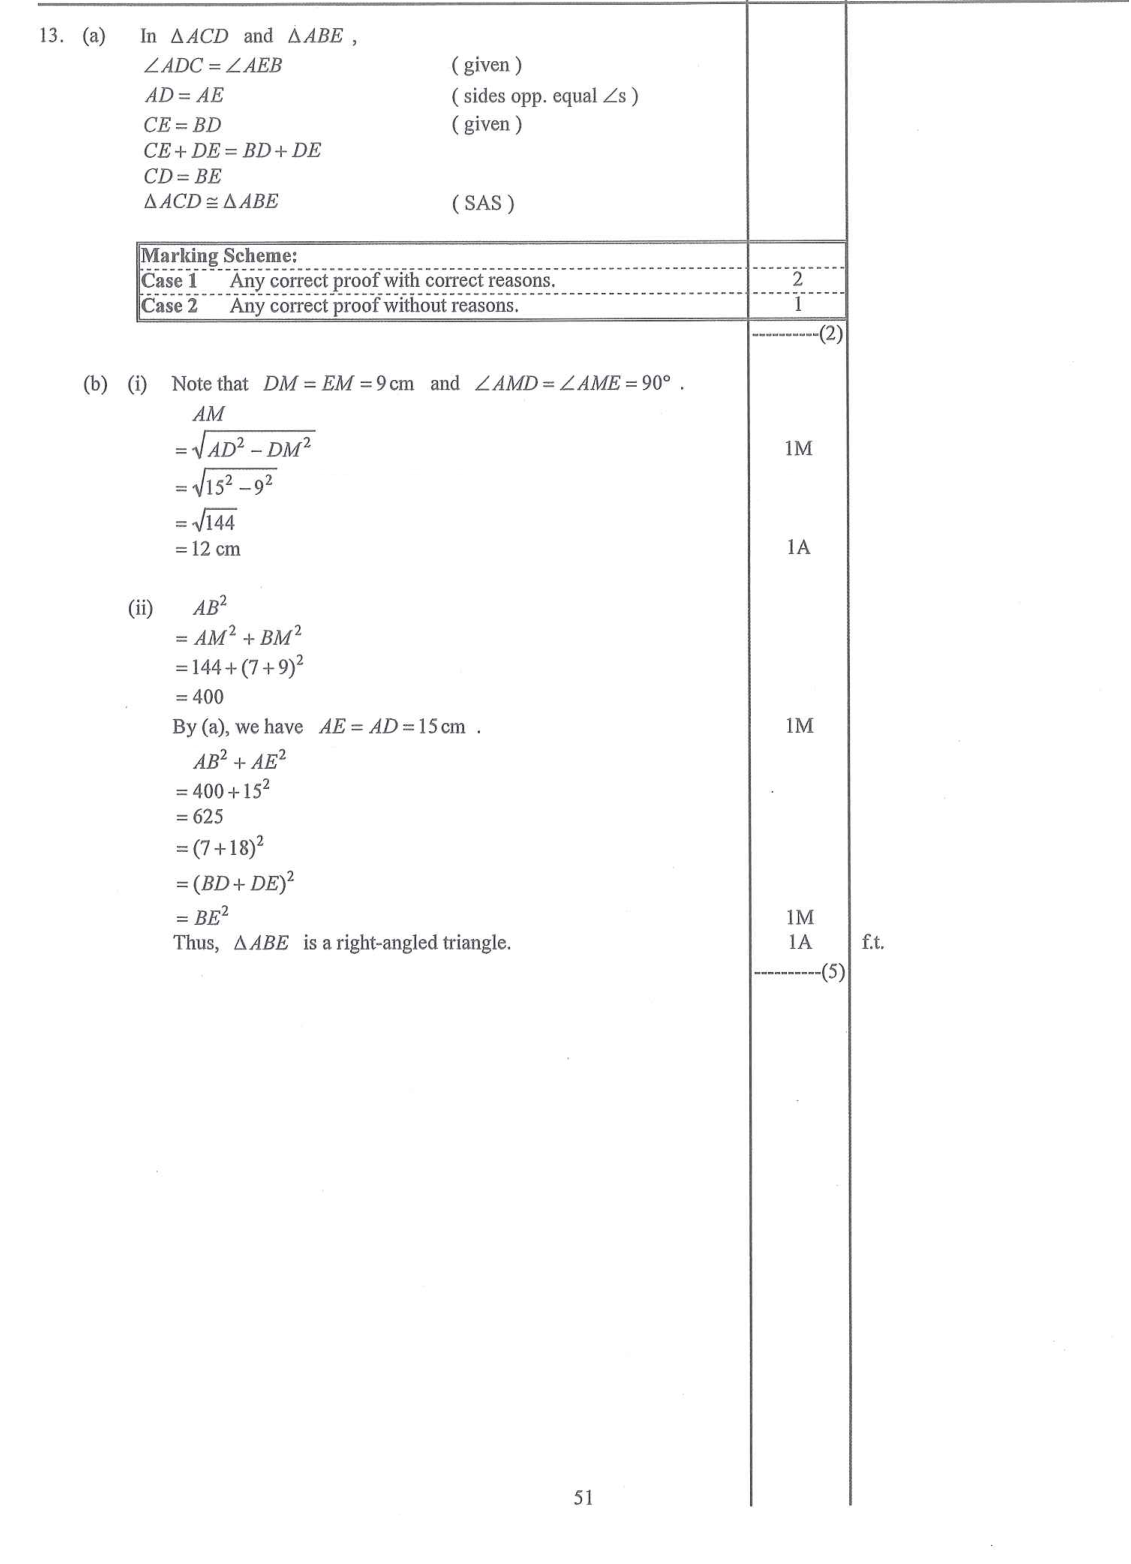 13. (a) In ΔACD and ΔABE ,
∠ADC = ∠AEB ( given )
AD = AE ( sides opp. equal ∠s )
CE = BD ( given )
CE + DE = BD + DE
CD = BE
ΔACD ≅ ΔABE ( SAS )
Marking Scheme:
Case 1 Any correct proof with correct reasons. 2
Case 2 Any correct proof without reasons. 1
----------(2)
(b) (i) Note that DM = EM = 9 cm and ∠AMD = ∠AME = 90° .
AM
= √(AD² − DM²) 1M
= √(15² − 9²)
= √144
= 12 cm 1A
(ii) AB²
= AM² + BM²
= 144 + (7 + 9)²
= 400
By (a), we have AE = AD = 15 cm . 1M
AB² + AE²
= 400 + 15²
= 625
= (7 + 18)²
= (BD + DE)²
= BE² 1M
Thus, ΔABE is a right-angled triangle. 1A f.t.
----------(5)
51